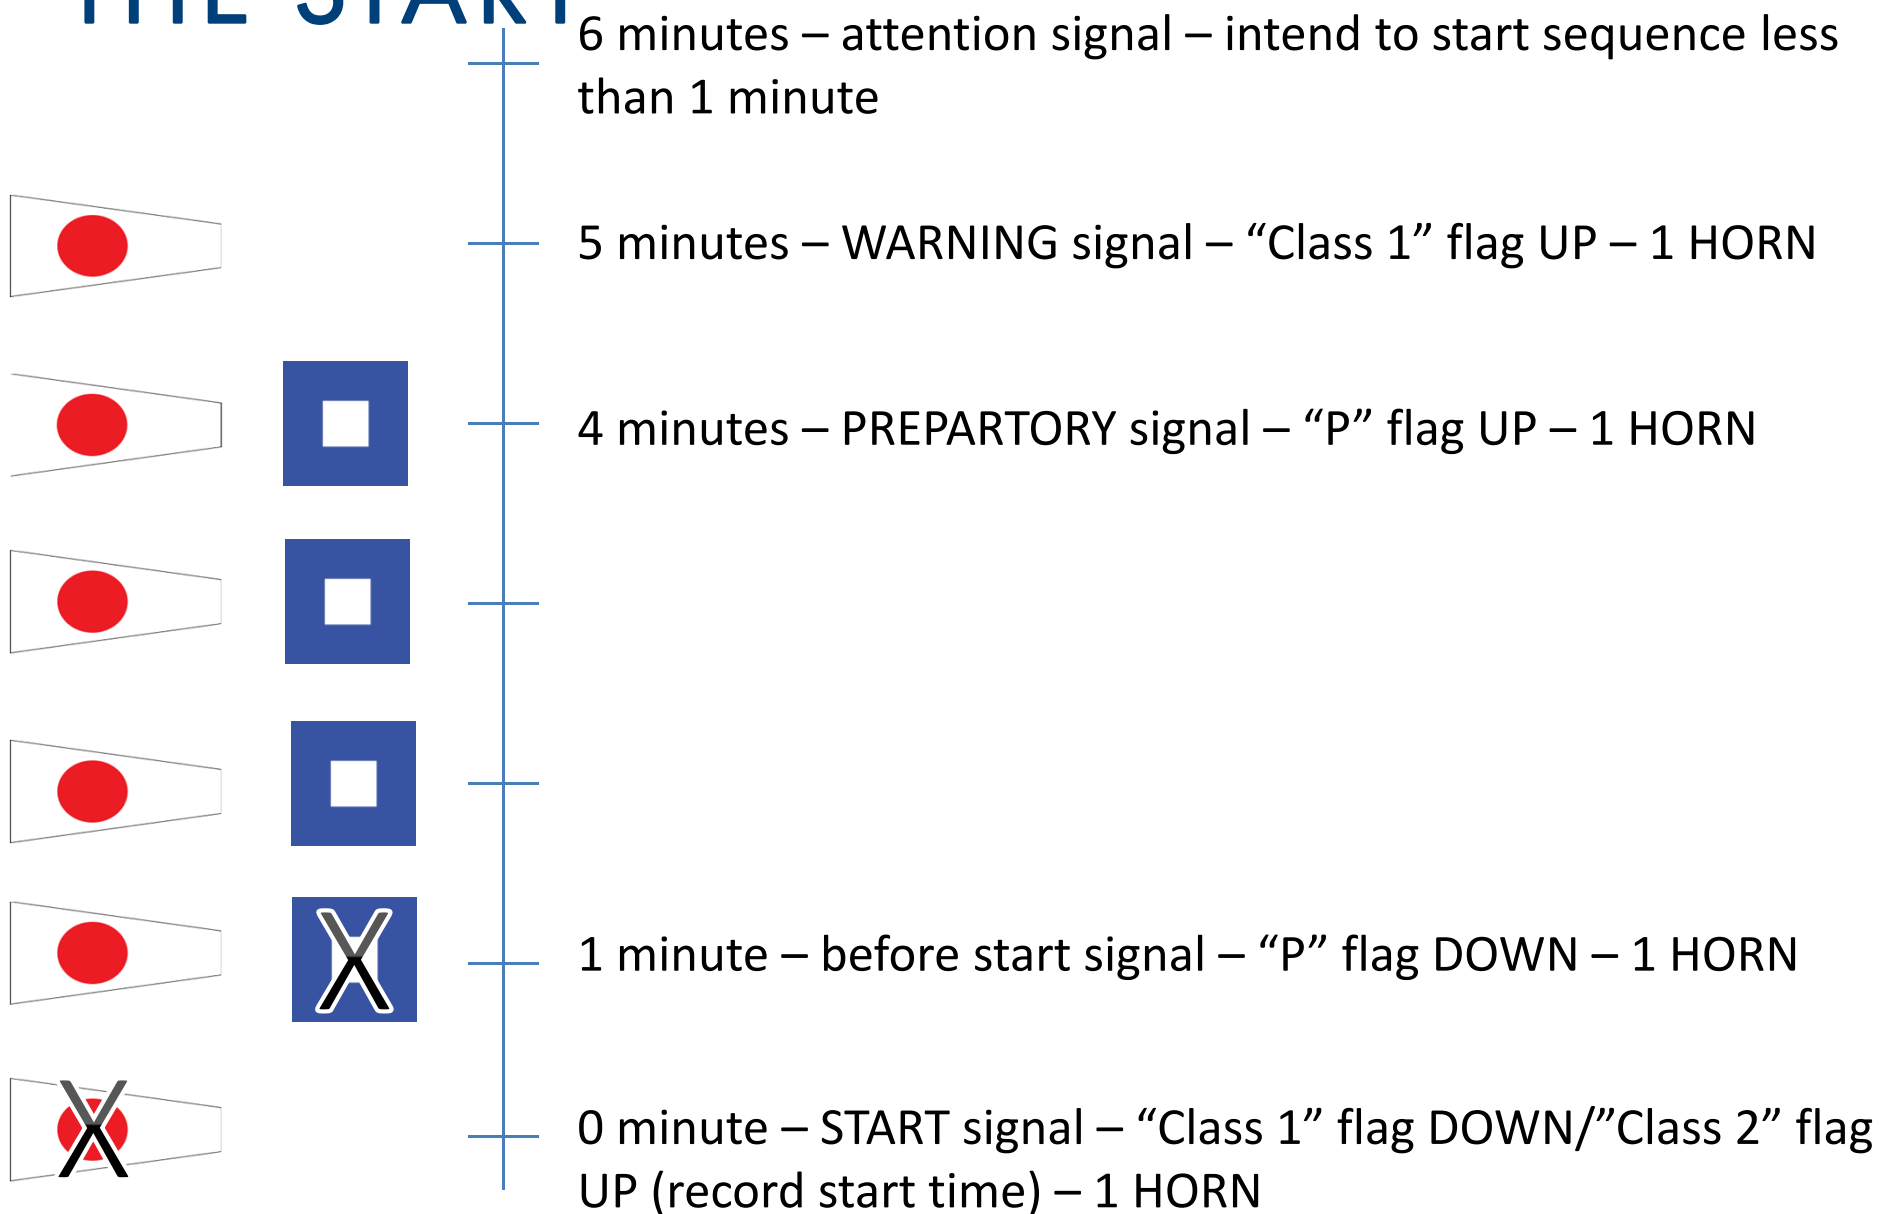 THE START
6 minutes – attention signal – intend to start sequence less
than 1 minute
5 minutes – WARNING signal – “Class 1” flag UP – 1 HORN
4 minutes – PREPARTORY signal – “P” flag UP – 1 HORN
X
1 minute – before start signal – “P” flag DOWN – 1 HORN
X
0 minute – START signal – “Class 1” flag DOWN/”Class 2” flag
UP (record start time) – 1 HORN